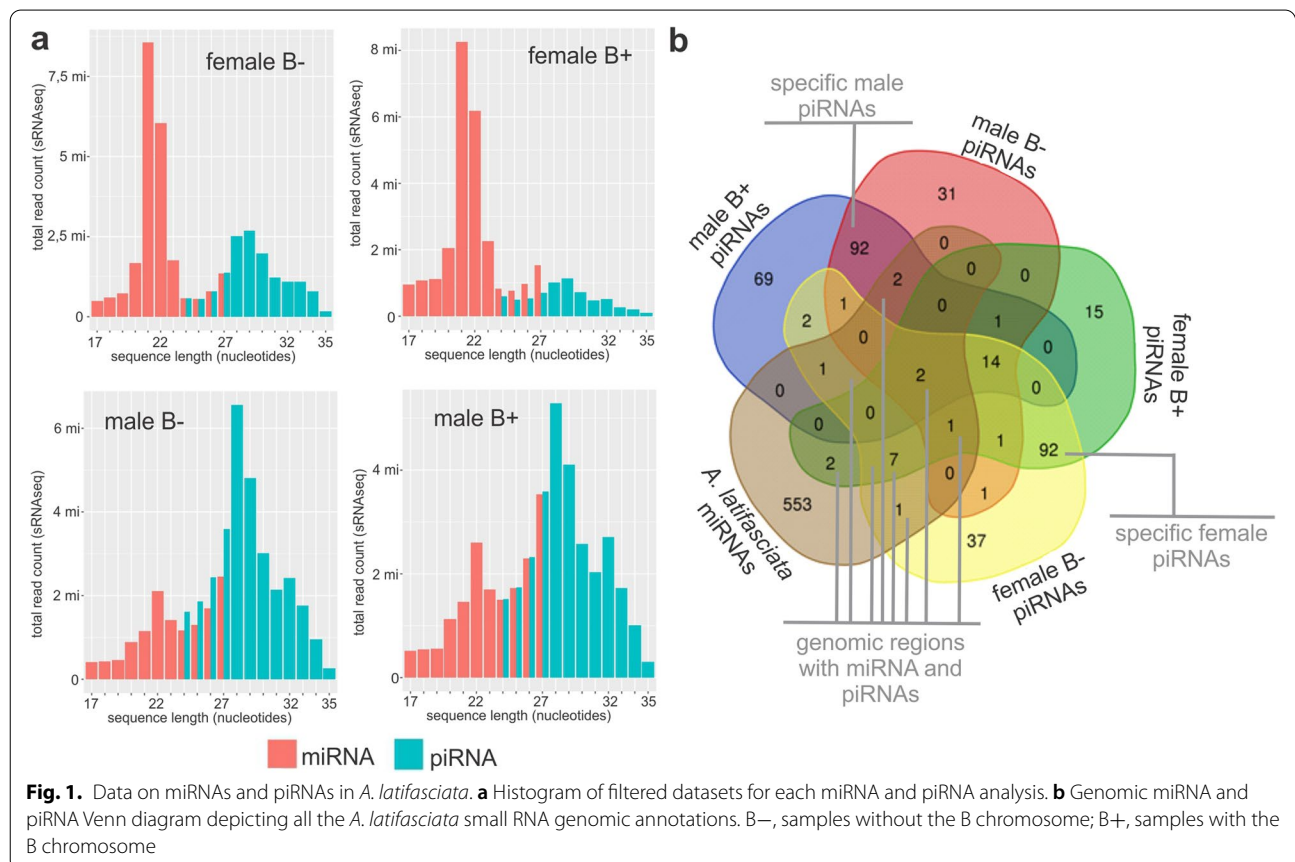 a
female B-
total read count (sRNAseq)
7,5 mi
5 mi
2,5 mi
0
17 22 27 32 35
sequence length (nucleotides)
female B+
total read count (sRNAseq)
8 mi
6 mi
4 mi
2 mi
0
17 22 27 32 35
sequence length (nucleotides)
male B-
total read count (sRNAseq)
6 mi
4 mi
2 mi
0
17 22 27 32 35
sequence length (nucleotides)
male B+
total read count (sRNAseq)
4 mi
2 mi
0
17 22 27 32 35
sequence length (nucleotides)
miRNA piRNA
b
specific male
piRNAs
male B-
piRNAs
male B+
piRNAs
female B+
piRNAs
31
92 0
69 2 0 0 15
2 1 0 1
0 0
1 2 14 0
0
0 0 1 1 92
2 7 0
553 1 1
37
A. latifasciata
miRNAs
female B-
piRNAs
specific female
piRNAs
genomic regions
with miRNA and
piRNAs
Fig. 1. Data on miRNAs and piRNAs in A. latifasciata. a Histogram of filtered datasets for each miRNA and piRNA analysis. b Genomic miRNA and
piRNA Venn diagram depicting all the A. latifasciata small RNA genomic annotations. B−, samples without the B chromosome; B+, samples with the
B chromosome